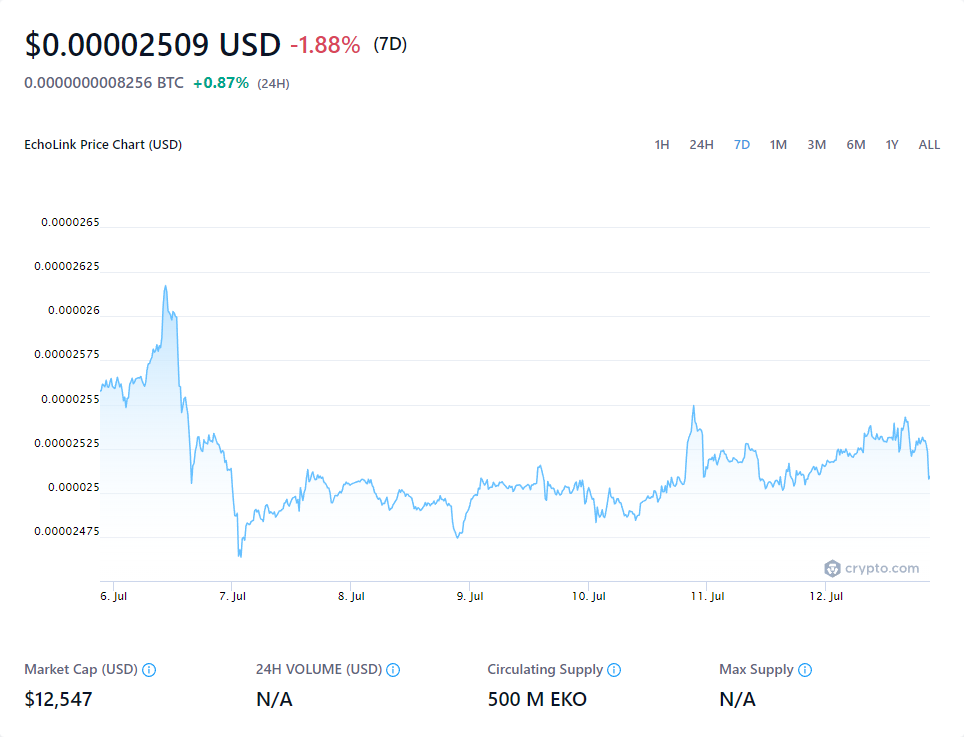 $0.00002509 USD -1.88% (7D)
0.0000000008256 BTC +0.87% (24H)
EchoLink Price Chart (USD) 1H 24H 7D 1M 3M 6M 1Y ALL
0.0000265
0.00002625
0.000026
0.00002575
0.0000255
0.00002525
0.000025
0.00002475
crypto.com
6. Jul 7. Jul 8. Jul 9. Jul 10. Jul 11. Jul 12. Jul
Market Cap (USD) 24H VOLUME (USD) Circulating Supply Max Supply
$12,547 N/A 500 M EKO N/A